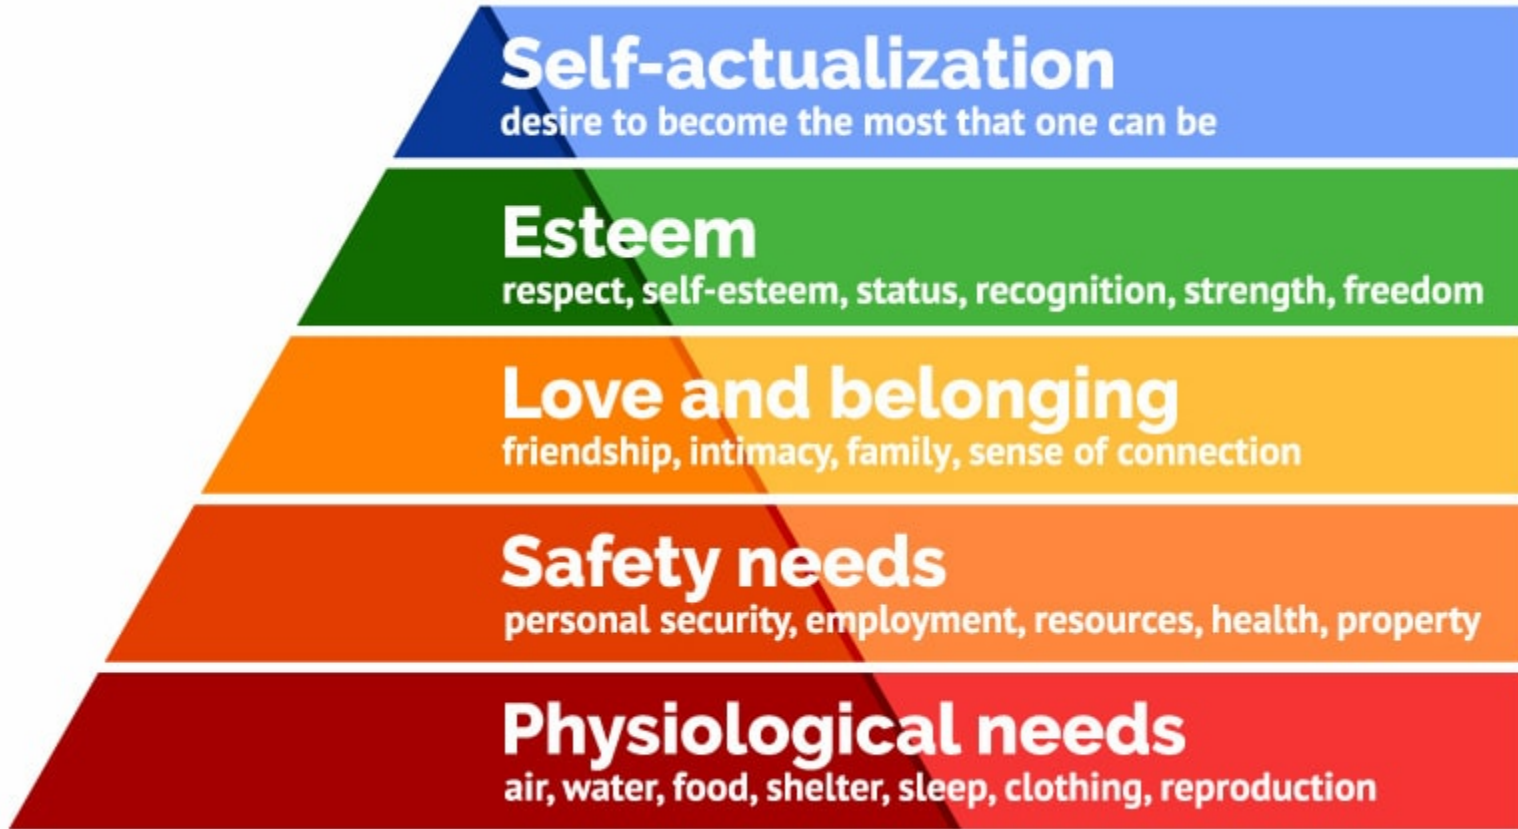 Self-actualization
desire to become the most that one can be
Esteem
respect, self-esteem, status, recognition, strength, freedom
Love and belonging
friendship, intimacy, family, sense of connection
Safety needs
personal security, employment, resources, health, property
Physiological needs
air, water, food, shelter, sleep, clothing, reproduction